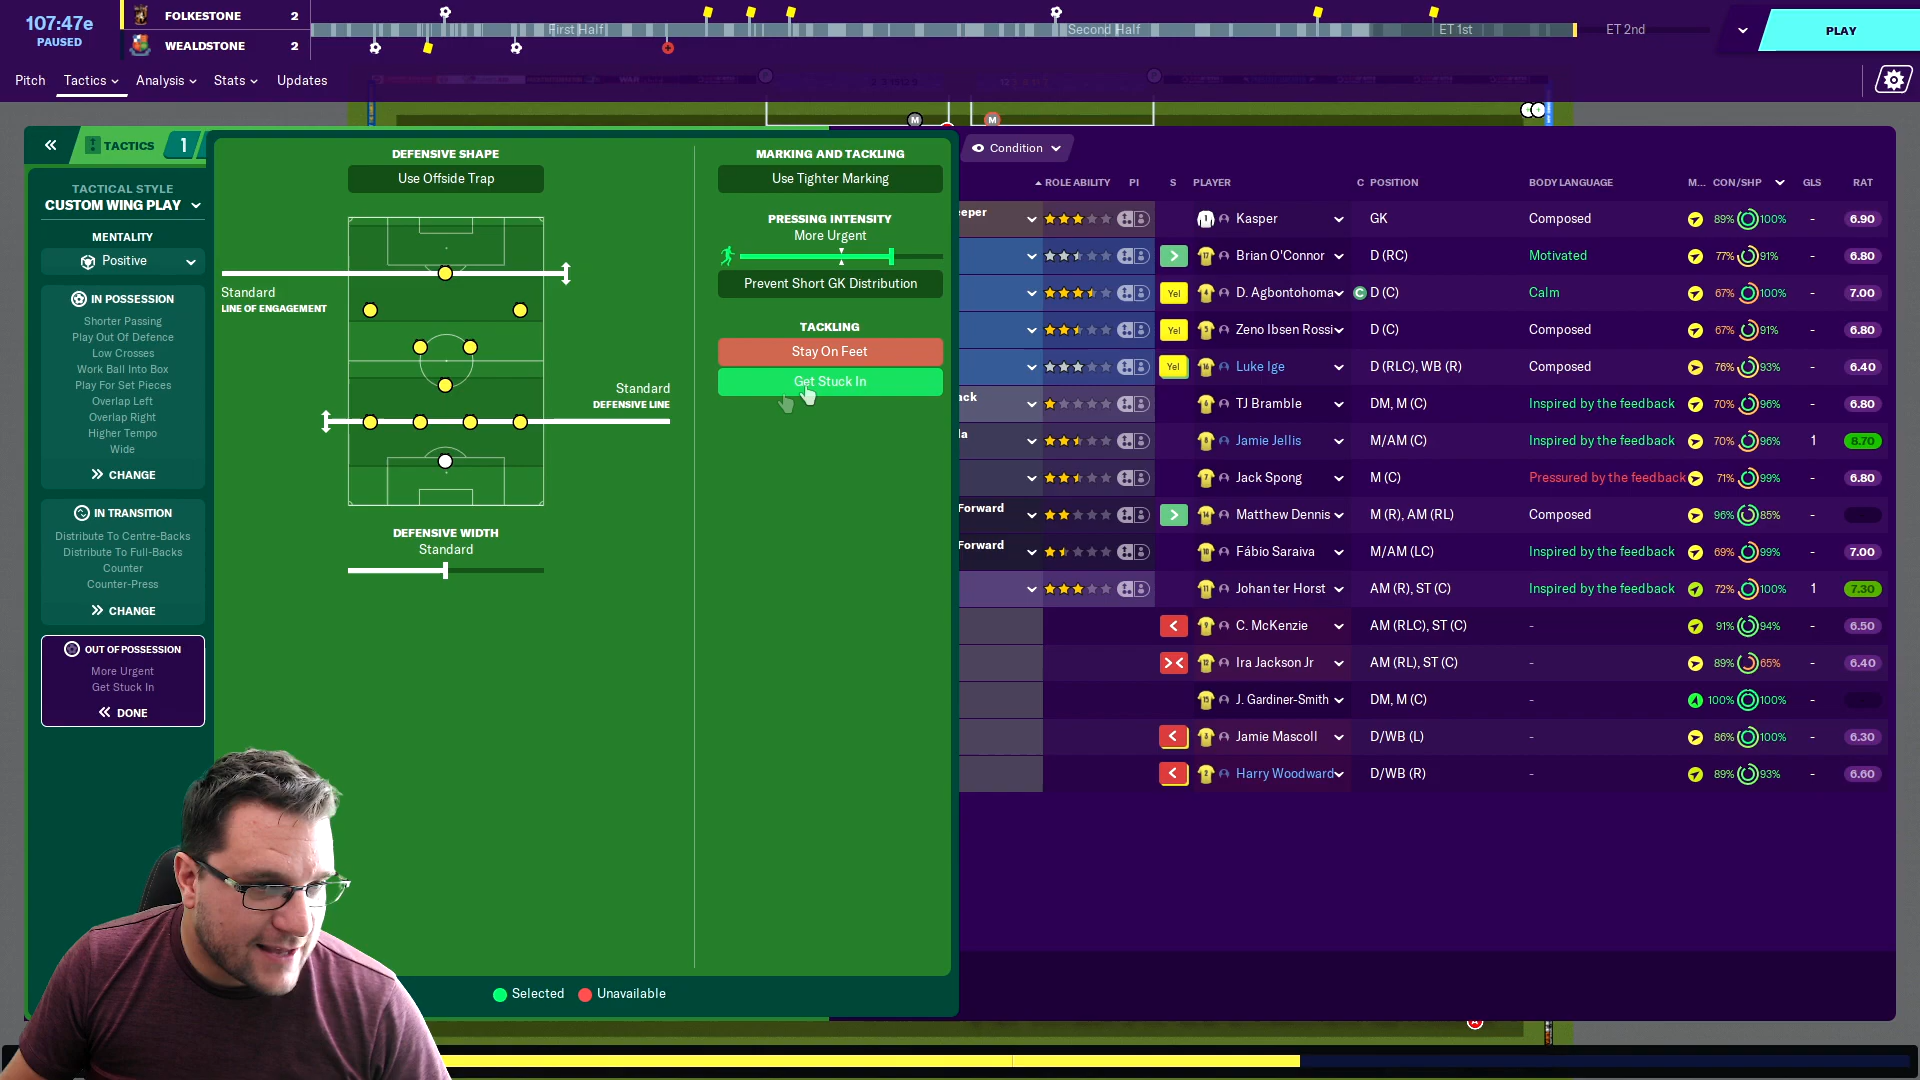 107:47e
PAUSED
FOLKESTONE 2
WEALDSTONE 2
First Half
Second Half
ET 1st
ET 2nd
PLAY
Pitch
Tactics
Analysis
Stats
Updates
TACTICS 1
TACTICAL STYLE
CUSTOM WING PLAY
MENTALITY
Positive
IN POSSESSION
Shorter Passing
Play Out Of Defence
Low Crosses
Work Ball Into Box
Play For Set Pieces
Overlap Left
Overlap Right
Higher Tempo
Wide
CHANGE
IN TRANSITION
Distribute To Centre-Backs
Distribute To Full-Backs
Counter
Counter-Press
CHANGE
OUT OF POSSESSION
More Urgent
Get Stuck In
DONE
DEFENSIVE SHAPE
Use Offside Trap
Standard
LINE OF ENGAGEMENT
Standard
DEFENSIVE LINE
DEFENSIVE WIDTH
Standard
MARKING AND TACKLING
Use Tighter Marking
PRESSING INTENSITY
More Urgent
Prevent Short GK Distribution
TACKLING
Stay On Feet
Get Stuck In
Selected
Unavailable
Condition
ROLE ABILITY PI S PLAYER C POSITION BODY LANGUAGE M... CON/SHP GLS RAT
eeper Kasper GK Composed 89% 100% - 6.90
Brian O'Connor D (RC) Motivated 77% 91% - 6.80
Yel D. Agbontohoma C D (C) Calm 67% 100% - 7.00
Yel Zeno Ibsen Rossi D (C) Composed 67% 91% - 6.80
Yel Luke Ige D (RLC), WB (R) Composed 76% 93% - 6.40
ack TJ Bramble DM, M (C) Inspired by the feedback 70% 96% - 6.80
la Jamie Jellis M/AM (C) Inspired by the feedback 70% 96% 1 8.70
Jack Spong M (C) Pressured by the feedback 71% 99% - 6.80
Forward Matthew Dennis M (R), AM (RL) Composed 96% 85% -
Forward Fábio Saraiva M/AM (LC) Inspired by the feedback 69% 99% - 7.00
Johan ter Horst AM (R), ST (C) Inspired by the feedback 72% 100% 1 7.30
C. McKenzie AM (RLC), ST (C) - 91% 94% - 6.50
Ira Jackson Jr AM (RL), ST (C) - 89% 65% - 6.40
J. Gardiner-Smith DM, M (C) - 100% 100% -
Jamie Mascoll D/WB (L) - 86% 100% - 6.30
Harry Woodward D/WB (R) - 89% 93% - 6.60